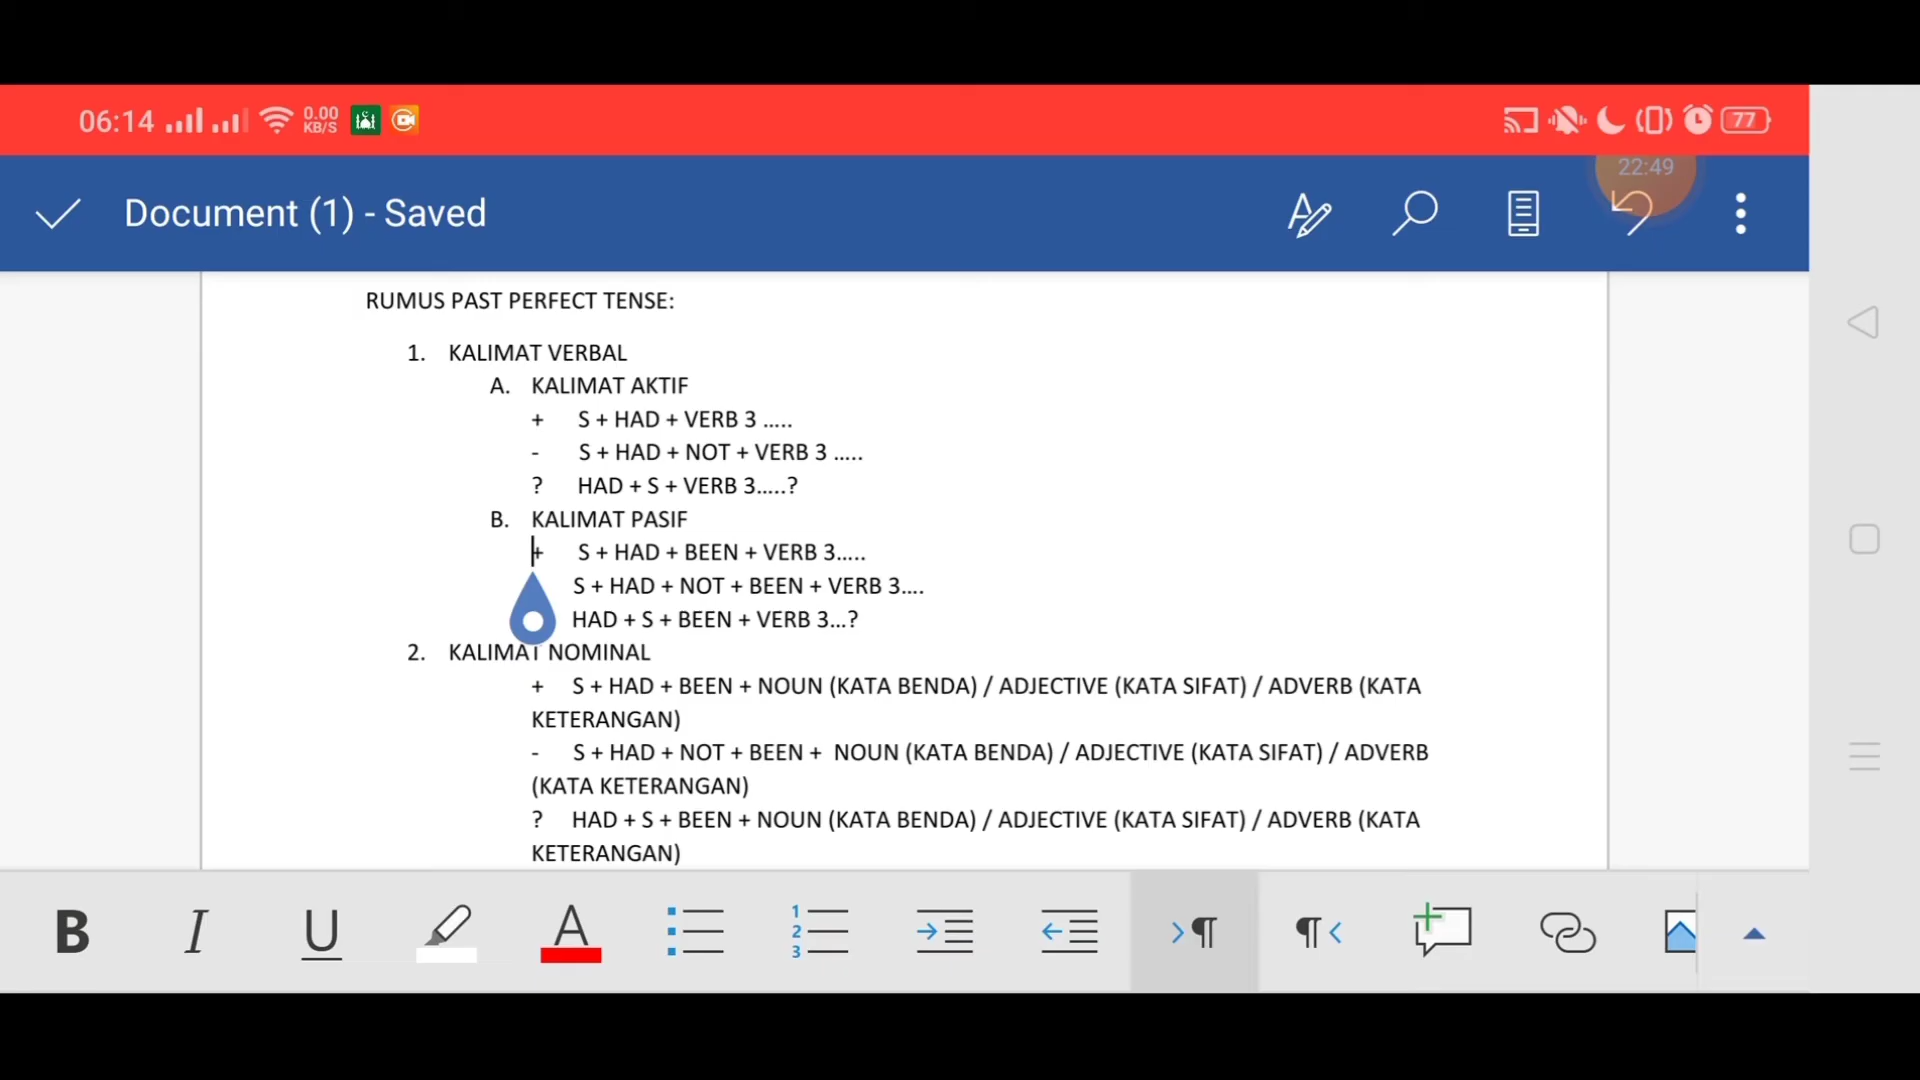 06:14
0.00
KB/S
77
22:49
Document (1) - Saved
RUMUS PAST PERFECT TENSE:
1. KALIMAT VERBAL
A. KALIMAT AKTIF
+ S + HAD + VERB 3 .....
- S + HAD + NOT + VERB 3 .....
? HAD + S + VERB 3.....?
B. KALIMAT PASIF
+ S + HAD + BEEN + VERB 3.....
S + HAD + NOT + BEEN + VERB 3....
HAD + S + BEEN + VERB 3...?
2. KALIMAT NOMINAL
+ S + HAD + BEEN + NOUN (KATA BENDA) / ADJECTIVE (KATA SIFAT) / ADVERB (KATA
KETERANGAN)
- S + HAD + NOT + BEEN + NOUN (KATA BENDA) / ADJECTIVE (KATA SIFAT) / ADVERB
(KATA KETERANGAN)
? HAD + S + BEEN + NOUN (KATA BENDA) / ADJECTIVE (KATA SIFAT) / ADVERB (KATA
KETERANGAN)
B I U A 1 2 3